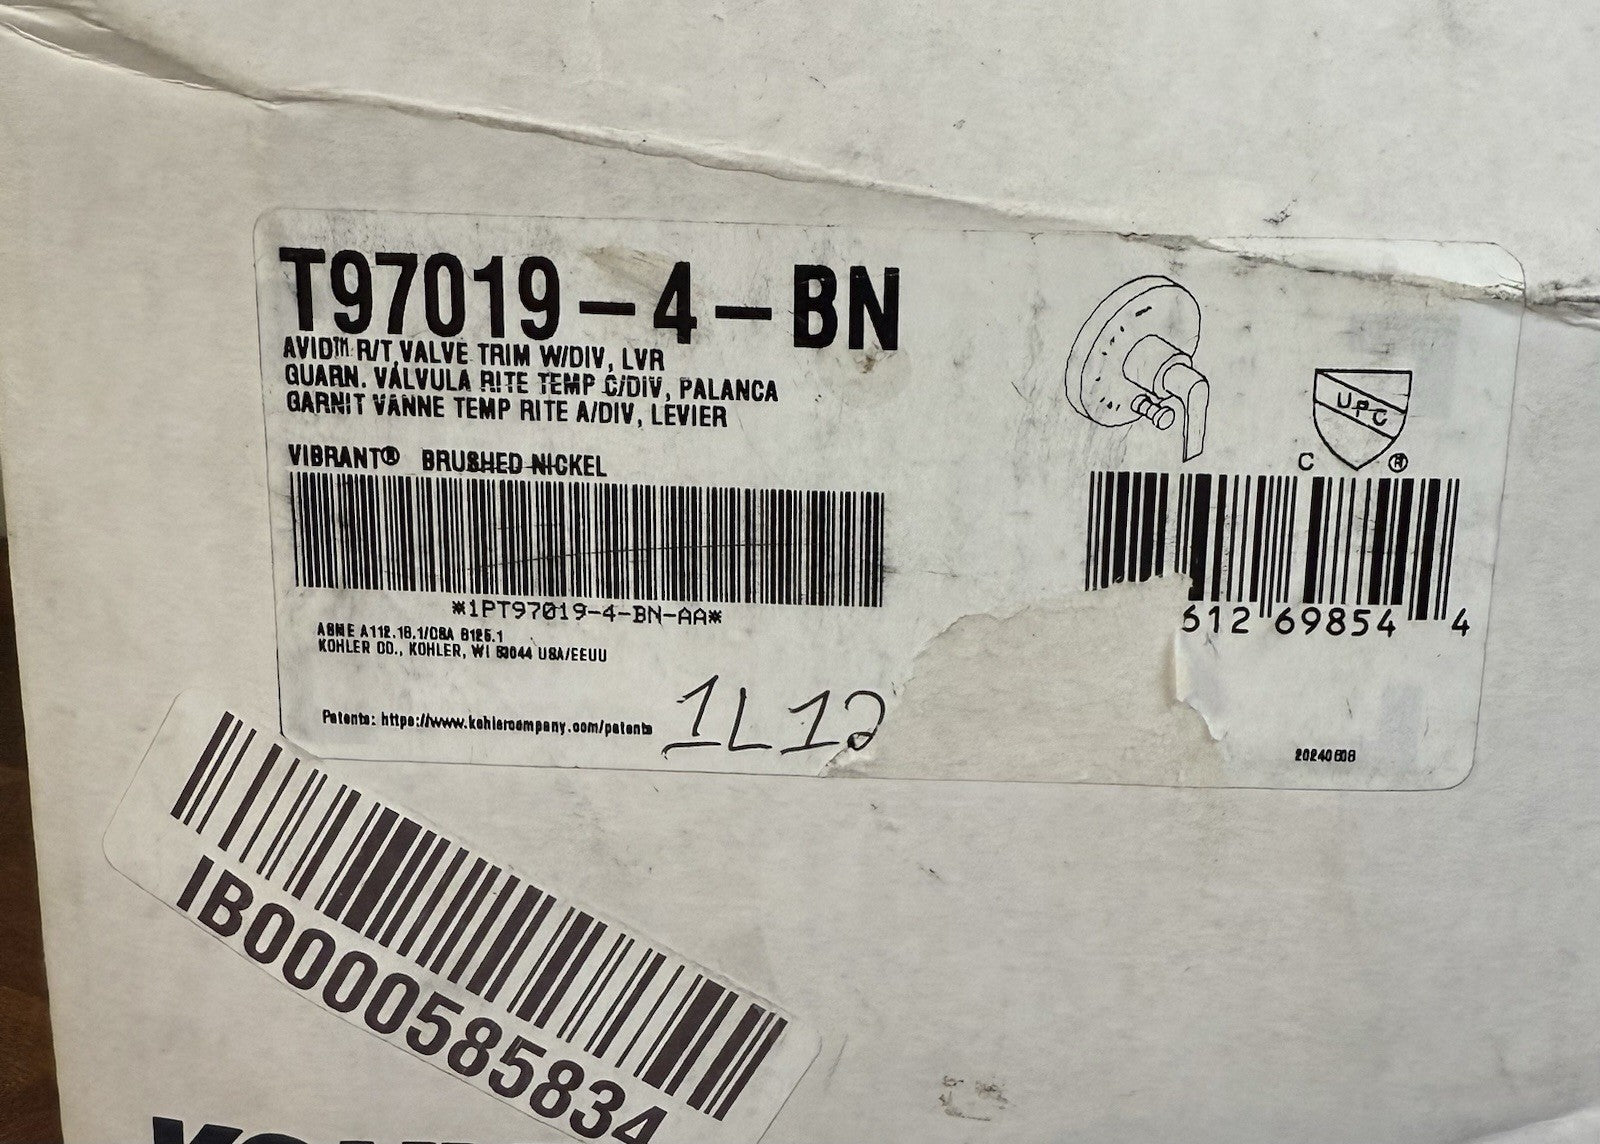 T97019-4-BN
AVID™ R/T VALVE TRIM W/DIV, LVR
GUARN. VÁLVULA RITE TEMP C/DIV, PALANCA
GARNIT VANNE TEMP RITE A/DIV, LEVIER
VIBRANT® BRUSHED NICKEL
*1PT97019-4-BN-AA*
ASME A112.18.1/CSA B125.1
KOHLER CO., KOHLER, WI 53044 USA/EEUU
Patents: https://www.kohlercompany.com/patents
1L12
UPC
C ®
612 69854 4
20240808
IB0000585834